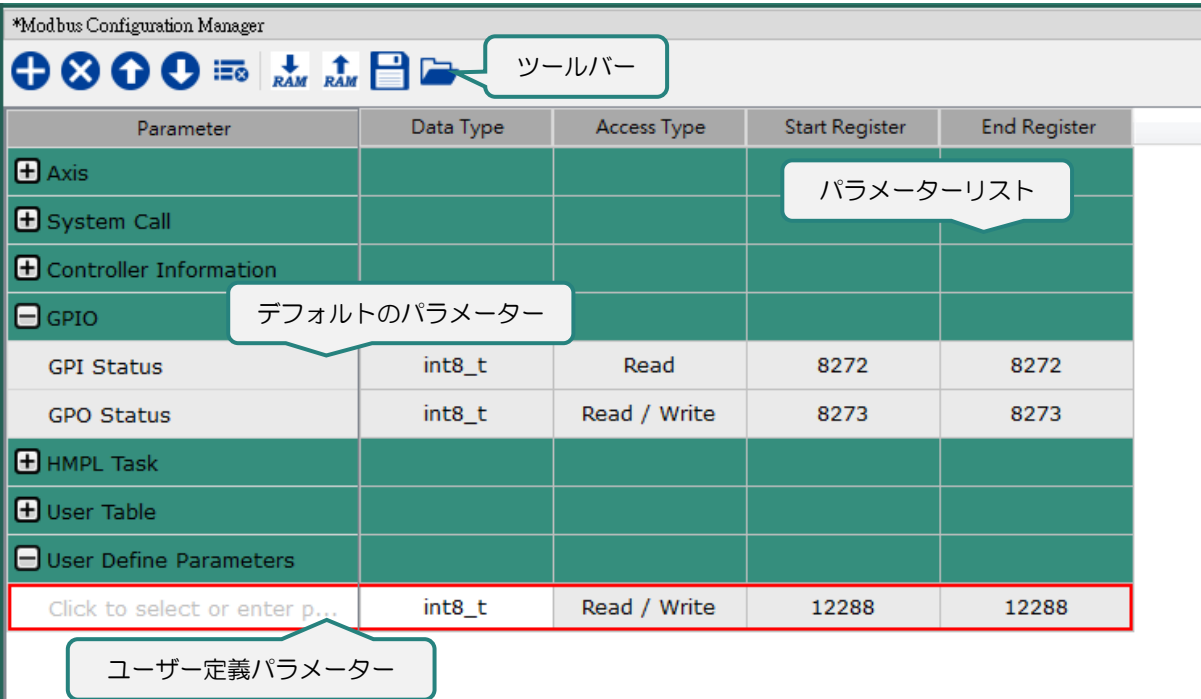 *Modbus Configuration Manager
RAM RAM
ツールバー
Parameter Data Type Access Type Start Register End Register
Axis
パラメーターリスト
System Call
Controller Information
デフォルトのパラメーター
GPIO
GPI Status int8_t Read 8272 8272
GPO Status int8_t Read / Write 8273 8273
HMPL Task
User Table
User Define Parameters
Click to select or enter p... int8_t Read / Write 12288 12288
ユーザー定義パラメーター